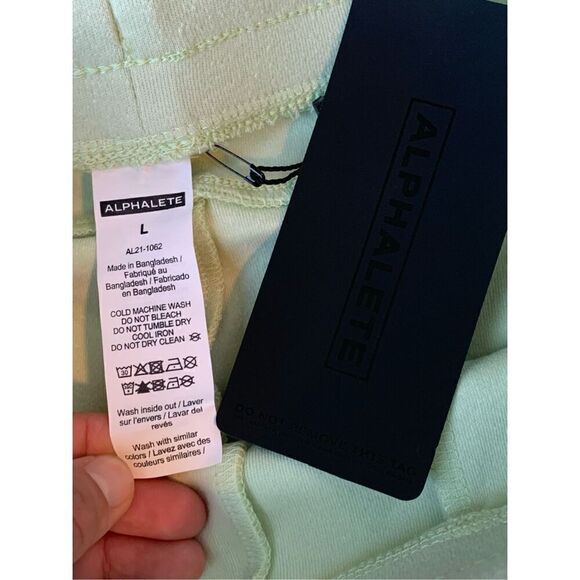 ALPHALETE
L
AL21-1062
Made in Bangladesh /
Fabriqué au
Bangladesh / Fabricado
en Bangladesh
COLD MACHINE WASH
DO NOT BLEACH
DO NOT TUMBLE DRY
COOL IRON
DO NOT DRY CLEAN
30
Wash inside out / Laver
sur l'envers / Lavar del
revés
Wash with similar
colors / Lavez avec des
couleurs similaires /
ALPHALETE
DO NOT REMOVE THIS TAG